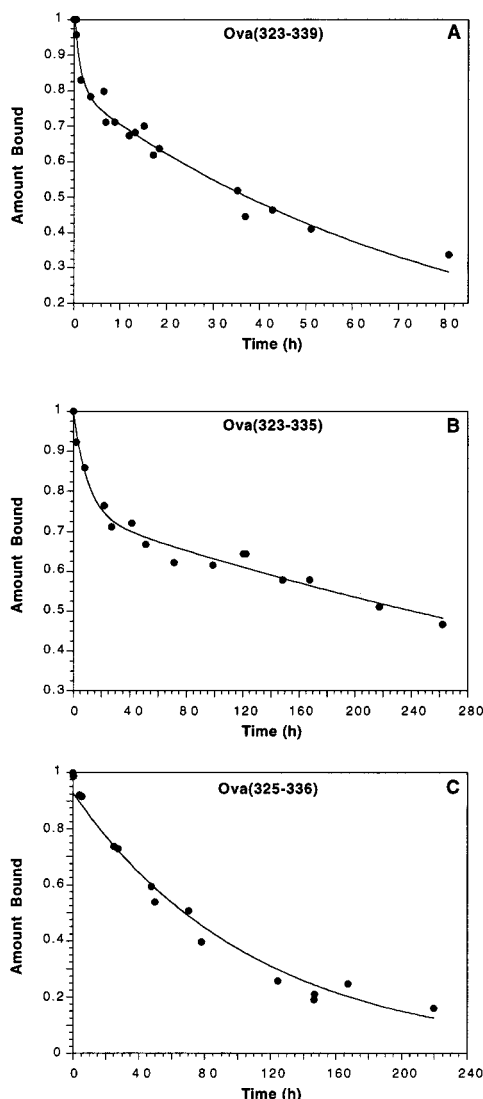 Ova(323-339)
A
1
0.9
0.8
0.7
0.6
0.5
0.4
0.3
0.2
Amount Bound
0 10 20 30 40 50 60 70 80
Time (h)
Ova(323-335)
B
1
0.9
0.8
0.7
0.6
0.5
0.4
0.3
Amount Bound
0 40 80 120 160 200 240 280
Time (h)
Ova(325-336)
C
1
0.8
0.6
0.4
0.2
0
Amount Bound
0 40 80 120 160 200 240
Time (h)